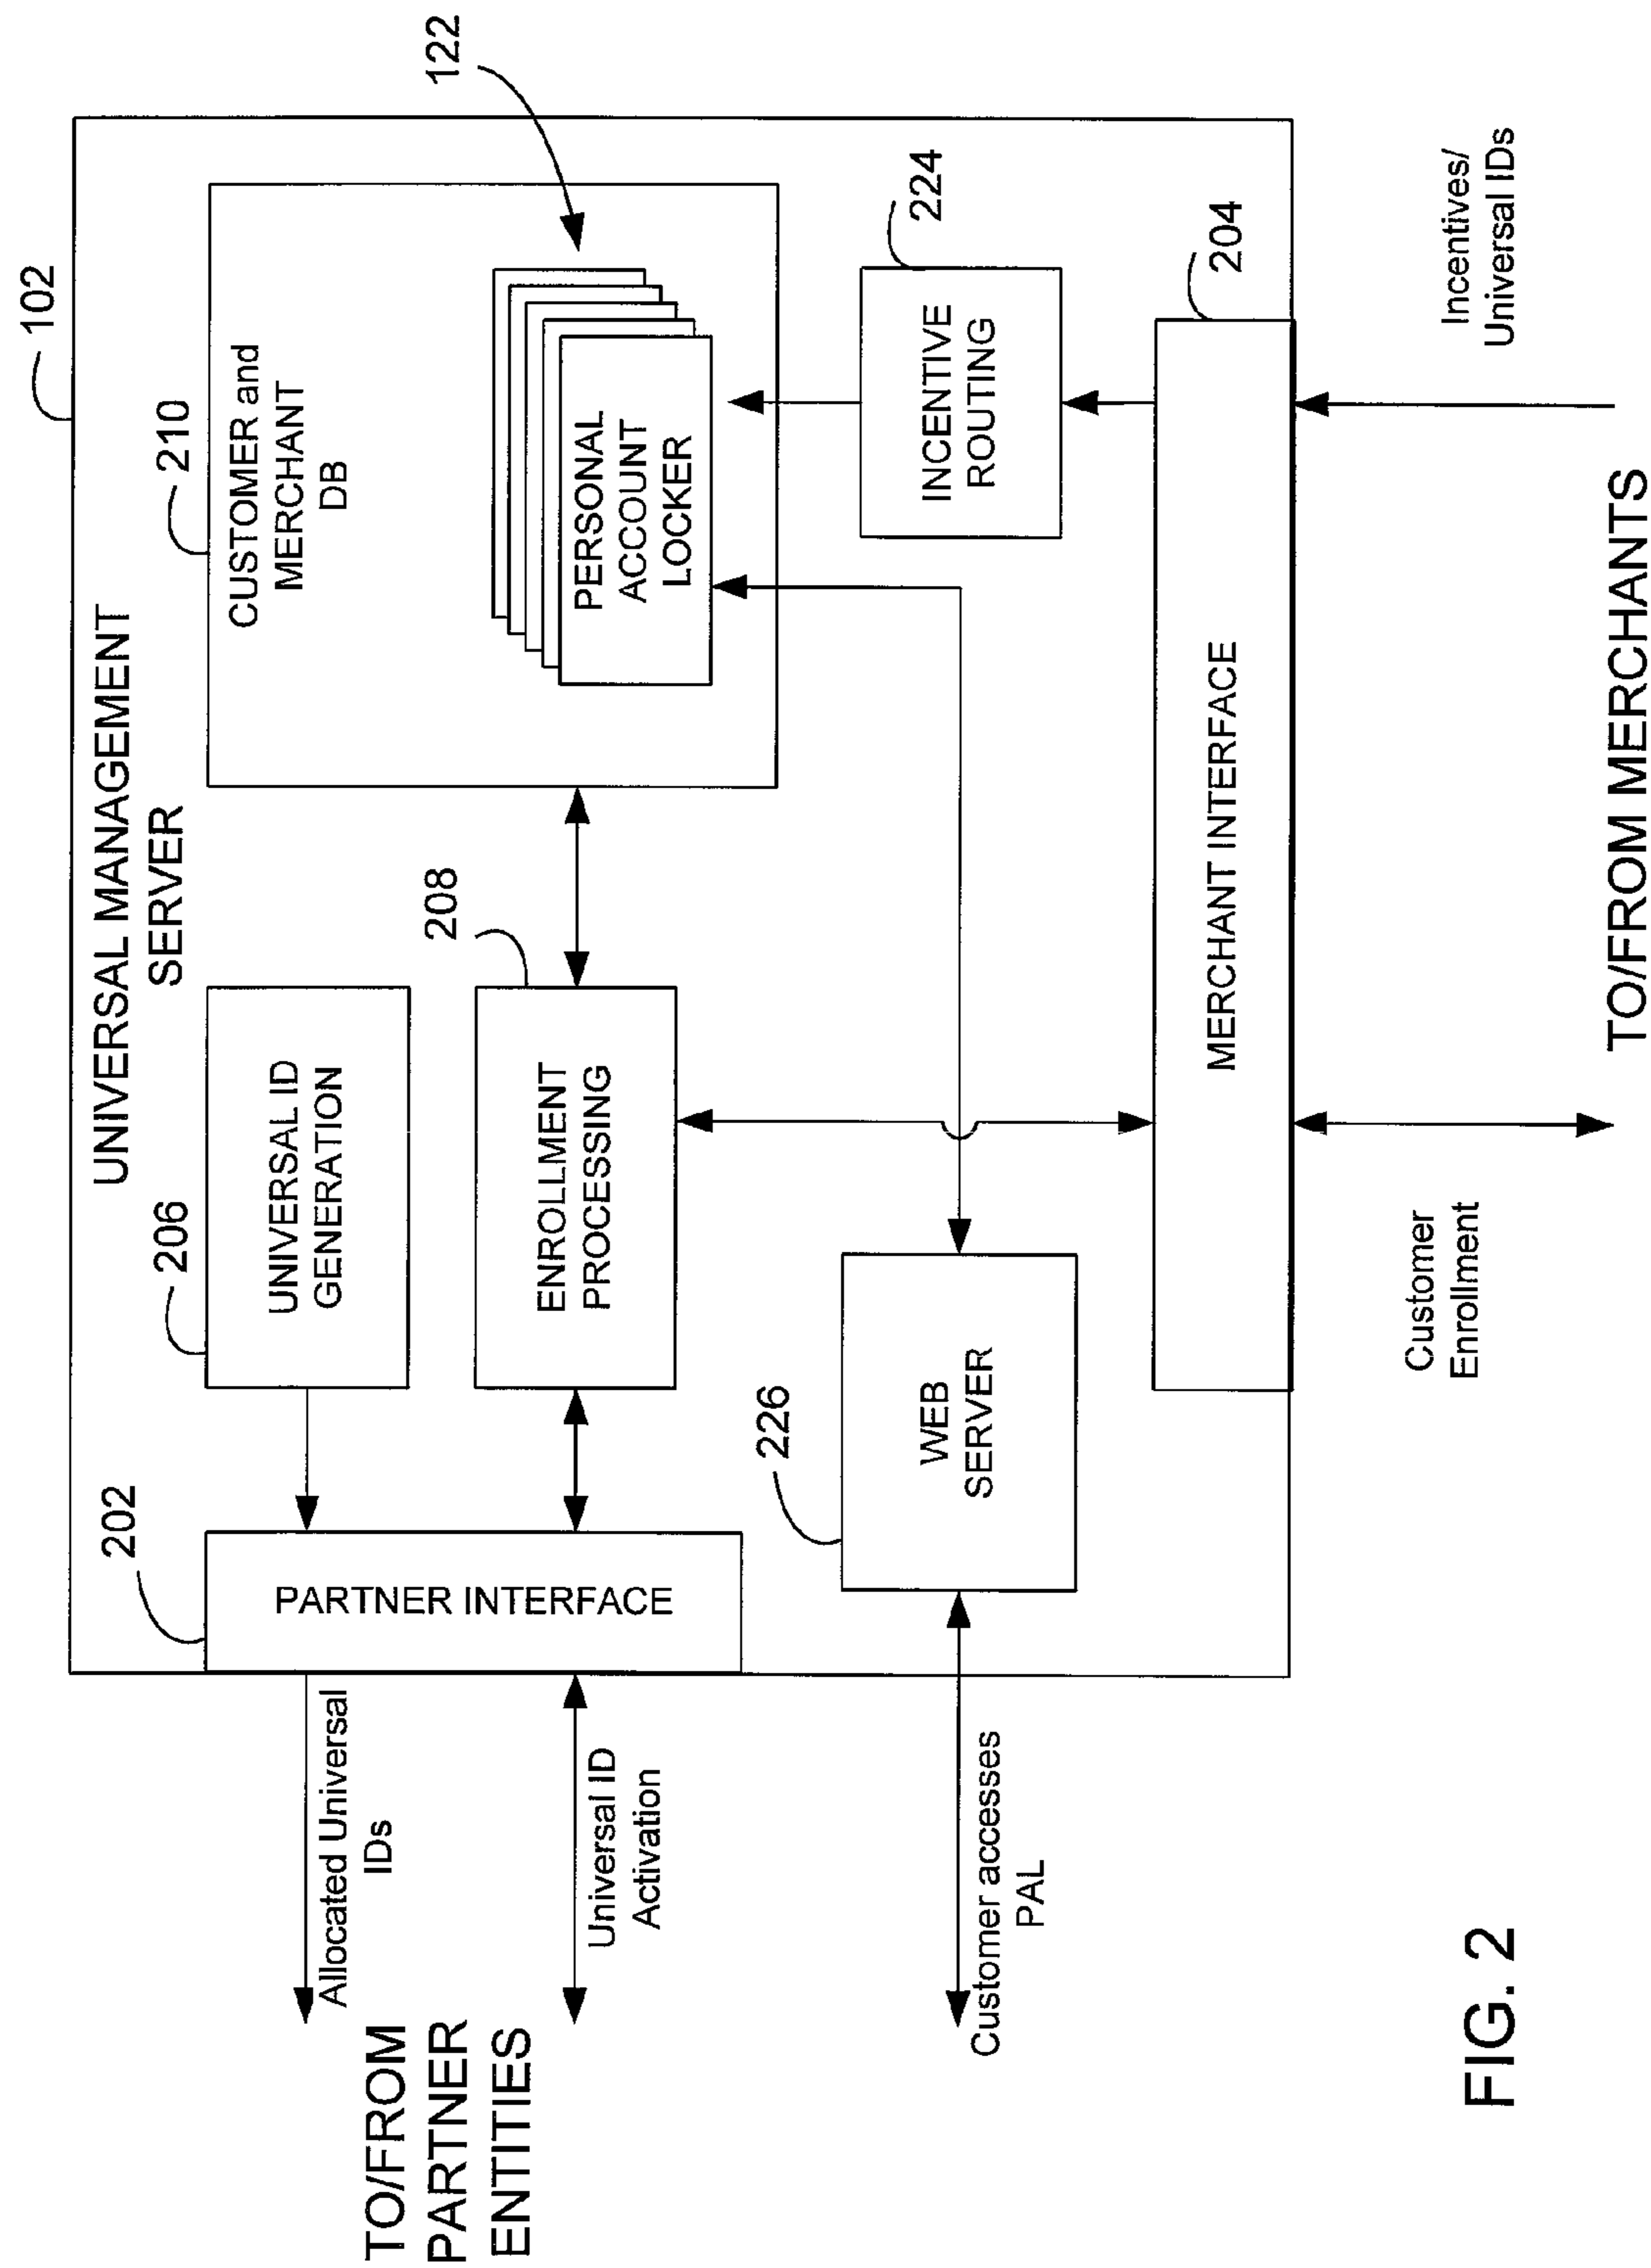 102
UNIVERSAL MANAGEMENT
SERVER
210
CUSTOMER and
MERCHANT
DB
122
PERSONAL
ACCOUNT
LOCKER
206
UNIVERSAL ID
GENERATION
208
ENROLLMENT
PROCESSING
202
PARTNER INTERFACE
Allocated Universal
IDs
Universal ID
Activation
TO/FROM
PARTNER
ENTITIES
226
WEB
SERVER
Customer accesses
PAL
224
INCENTIVE
ROUTING
204
MERCHANT INTERFACE
Customer
Enrollment
Incentives/
Universal IDs
TO/FROM MERCHANTS
FIG. 2